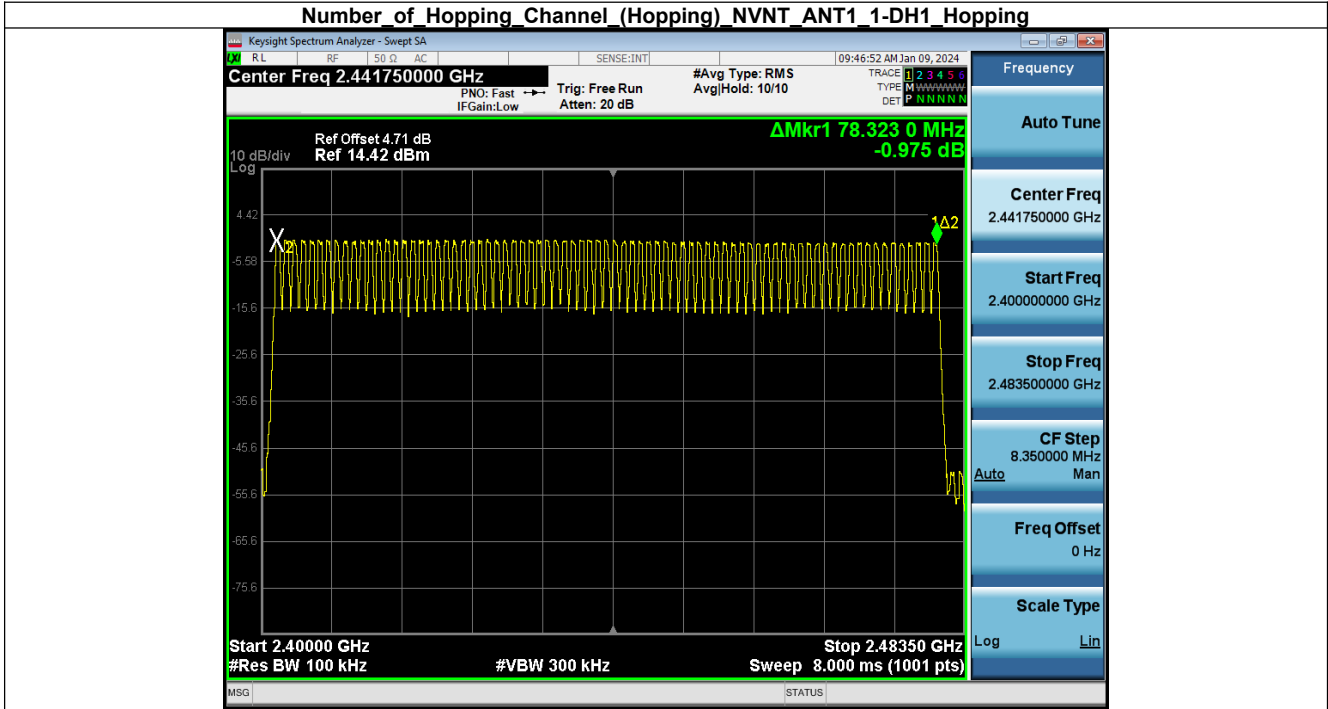 Number_of_Hopping_Channel_(Hopping)_NVNT_ANT1_1-DH1_Hopping
Keysight Spectrum Analyzer - Swept SA
LXI RL RF 50 Ω AC SENSE:INT 09:46:52 AM Jan 09, 2024
Center Freq 2.441750000 GHz
PNO: Fast
IFGain:Low
Trig: Free Run
Atten: 20 dB
#Avg Type: RMS
Avg|Hold: 10/10
TRACE 1 2 3 4 5 6
TYPE M WWWWW
DET P N N N N N
ΔMkr1 78.323 0 MHz
-0.975 dB
Ref Offset 4.71 dB
10 dB/div Ref 14.42 dBm
Log
4.42
-5.58
-15.6
-25.6
-35.6
-45.6
-55.6
-65.6
-75.6
X2
1Δ2
Start 2.40000 GHz Stop 2.48350 GHz
#Res BW 100 kHz #VBW 300 kHz Sweep 8.000 ms (1001 pts)
MSG STATUS
Frequency
Auto Tune
Center Freq
2.441750000 GHz
Start Freq
2.400000000 GHz
Stop Freq
2.483500000 GHz
CF Step
8.350000 MHz
Auto Man
Freq Offset
0 Hz
Scale Type
Log Lin